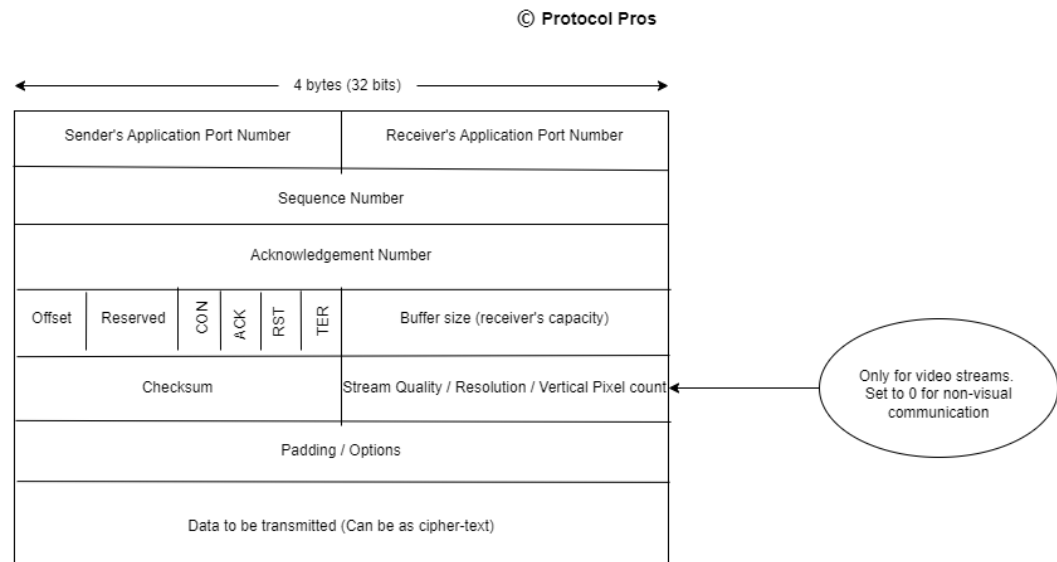 © Protocol Pros
4 bytes (32 bits)
Sender's Application Port Number
Receiver's Application Port Number
Sequence Number
Acknowledgement Number
Offset
Reserved
CON
ACK
RST
TER
Buffer size (receiver's capacity)
Checksum
Stream Quality / Resolution / Vertical Pixel count
Only for video streams.
Set to 0 for non-visual
communication
Padding / Options
Data to be transmitted (Can be as cipher-text)